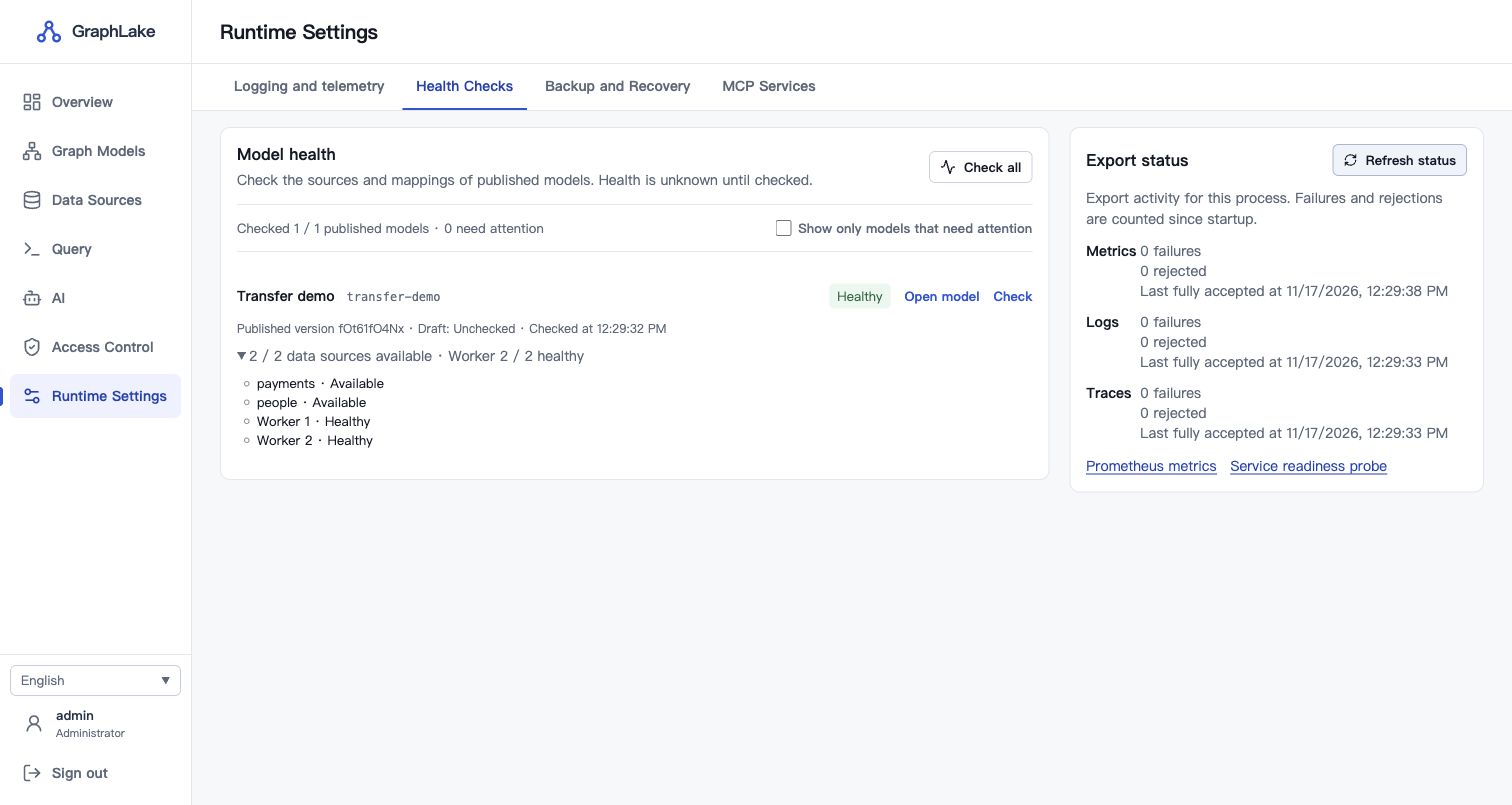 GraphLake
Overview
Graph Models
Data Sources
Query
AI
Access Control
Runtime Settings
English
admin
Administrator
Sign out
Runtime Settings
Logging and telemetry
Health Checks
Backup and Recovery
MCP Services
Model health
Check the sources and mappings of published models. Health is unknown until checked.
Check all
Checked 1 / 1 published models · 0 need attention
Show only models that need attention
Transfer demo transfer-demo
Healthy
Open model
Check
Published version fOt61fO4Nx · Draft: Unchecked · Checked at 12:29:32 PM
2 / 2 data sources available · Worker 2 / 2 healthy
payments · Available
people · Available
Worker 1 · Healthy
Worker 2 · Healthy
Export status
Refresh status
Export activity for this process. Failures and rejections
are counted since startup.
Metrics 0 failures
0 rejected
Last fully accepted at 11/17/2026, 12:29:38 PM
Logs 0 failures
0 rejected
Last fully accepted at 11/17/2026, 12:29:33 PM
Traces 0 failures
0 rejected
Last fully accepted at 11/17/2026, 12:29:33 PM
Prometheus metrics Service readiness probe